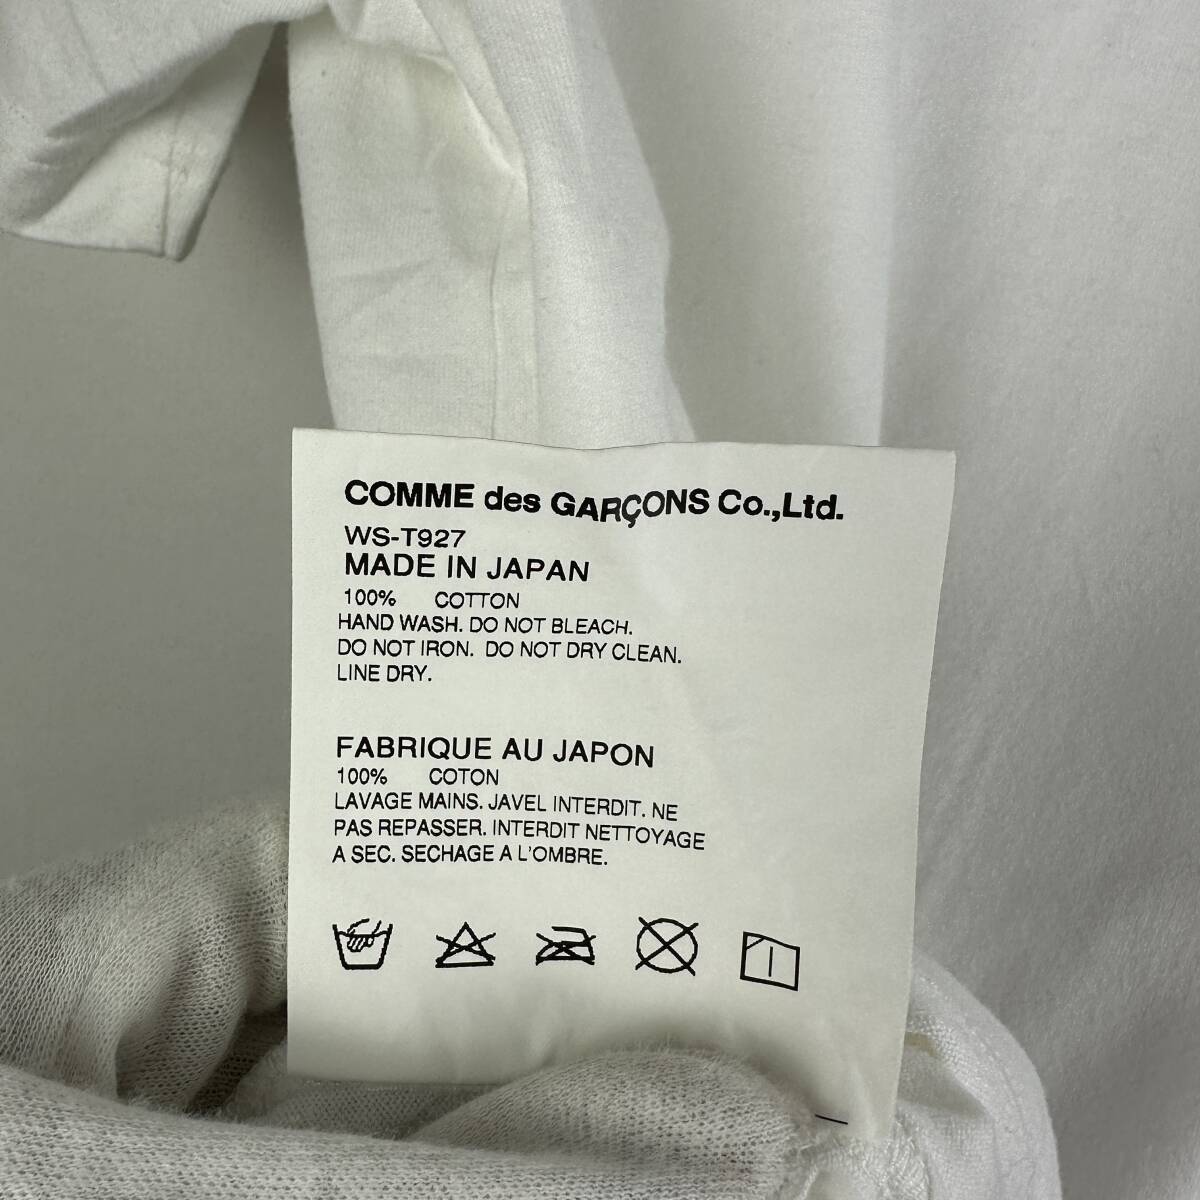 COMME des GARÇONS Co.,Ltd.
WS-T927
MADE IN JAPAN
100% COTTON
HAND WASH. DO NOT BLEACH.
DO NOT IRON. DO NOT DRY CLEAN.
LINE DRY.
FABRIQUE AU JAPON
100% COTON
LAVAGE MAINS. JAVEL INTERDIT. NE
PAS REPASSER. INTERDIT NETTOYAGE
A SEC. SECHAGE A L'OMBRE.